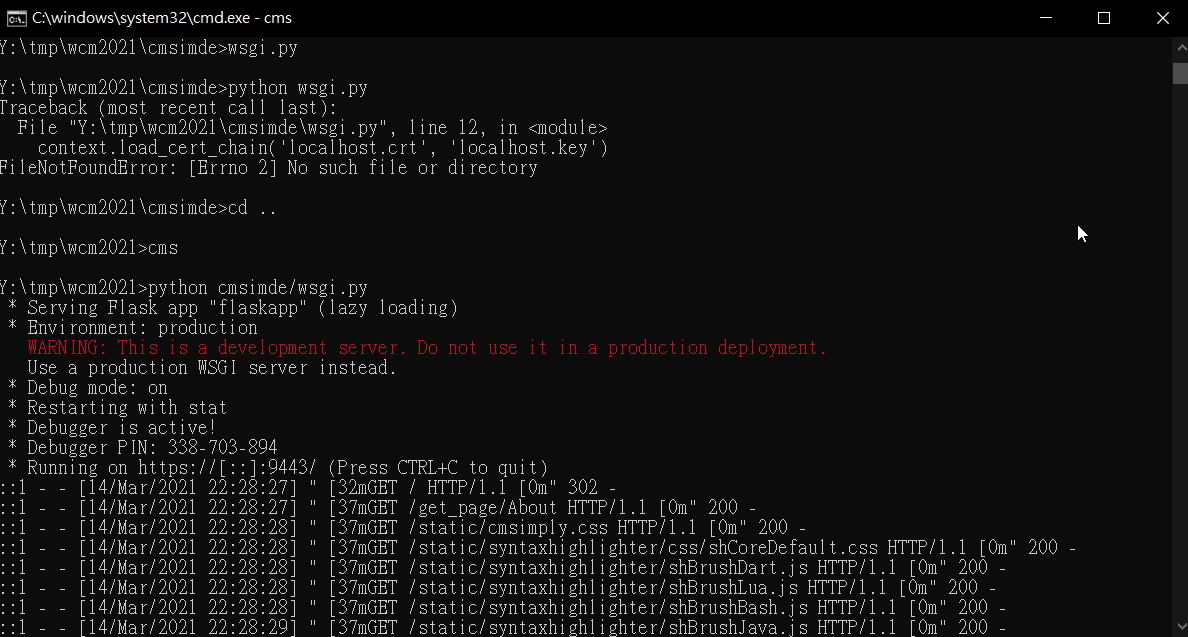 C:\windows\system32\cmd.exe - cms
Y:\tmp\wcm2021\cmsimde>wsgi.py
Y:\tmp\wcm2021\cmsimde>python wsgi.py
Traceback (most recent call last):
File "Y:\tmp\wcm2021\cmsimde\wsgi.py", line 12, in <module>
context.load_cert_chain('localhost.crt', 'localhost.key')
FileNotFoundError: [Errno 2] No such file or directory
Y:\tmp\wcm2021\cmsimde>cd ..
Y:\tmp\wcm2021>cms
Y:\tmp\wcm2021>python cmsimde/wsgi.py
* Serving Flask app "flaskapp" (lazy loading)
* Environment: production
WARNING: This is a development server. Do not use it in a production deployment.
Use a production WSGI server instead.
* Debug mode: on
* Restarting with stat
* Debugger is active!
* Debugger PIN: 338-703-894
* Running on https://[::]:9443/ (Press CTRL+C to quit)
::1 - - [14/Mar/2021 22:28:27] " [32mGET / HTTP/1.1 [0m" 302 -
::1 - - [14/Mar/2021 22:28:27] " [37mGET /get_page/About HTTP/1.1 [0m" 200 -
::1 - - [14/Mar/2021 22:28:28] " [37mGET /static/cmsimply.css HTTP/1.1 [0m" 200 -
::1 - - [14/Mar/2021 22:28:28] " [37mGET /static/syntaxhighlighter/css/shCoreDefault.css HTTP/1.1 [0m" 200 -
::1 - - [14/Mar/2021 22:28:28] " [37mGET /static/syntaxhighlighter/shBrushDart.js HTTP/1.1 [0m" 200 -
::1 - - [14/Mar/2021 22:28:28] " [37mGET /static/syntaxhighlighter/shBrushLua.js HTTP/1.1 [0m" 200 -
::1 - - [14/Mar/2021 22:28:28] " [37mGET /static/syntaxhighlighter/shBrushBash.js HTTP/1.1 [0m" 200 -
::1 - - [14/Mar/2021 22:28:29] " [37mGET /static/syntaxhighlighter/shBrushJava.js HTTP/1.1 [0m" 200 -